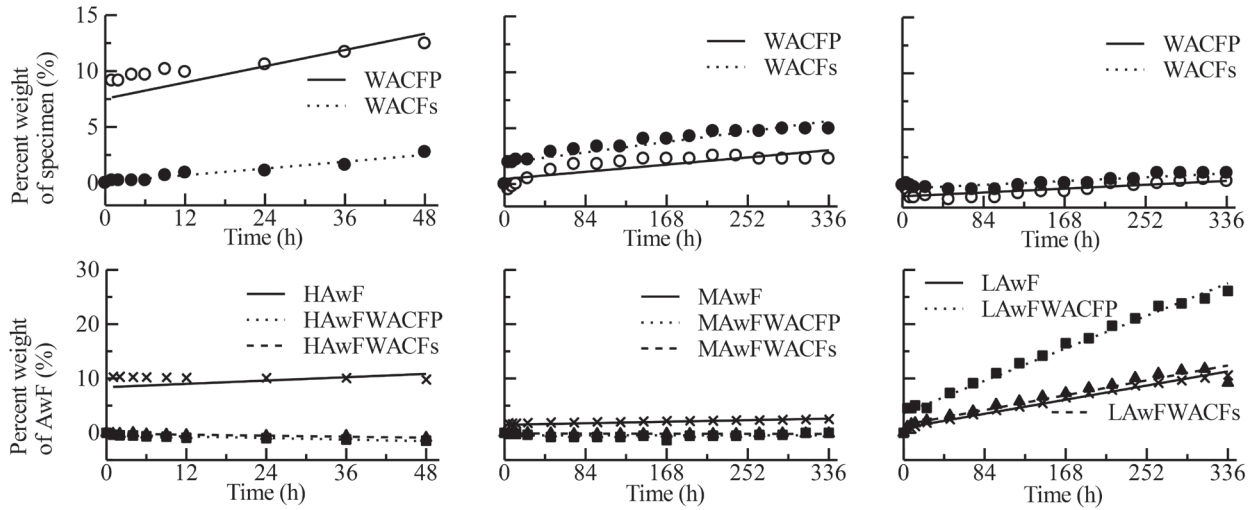 Percent weight
of specimen (%)
15
10
5
0
WACFP
WACFs
0 12 24 36 48
Time (h)
WACFP
WACFs
0 84 168 252 336
Time (h)
WACFP
WACFs
0 84 168 252 336
Time (h)
Percent weight
of AwF (%)
30
20
10
0
HAwF
HAwFWACFP
HAwFWACFs
0 12 24 36 48
Time (h)
MAwF
MAwFWACFP
MAwFWACFs
0 84 168 252 336
Time (h)
LAwF
LAwFWACFP
LAwFWACFs
0 84 168 252 336
Time (h)